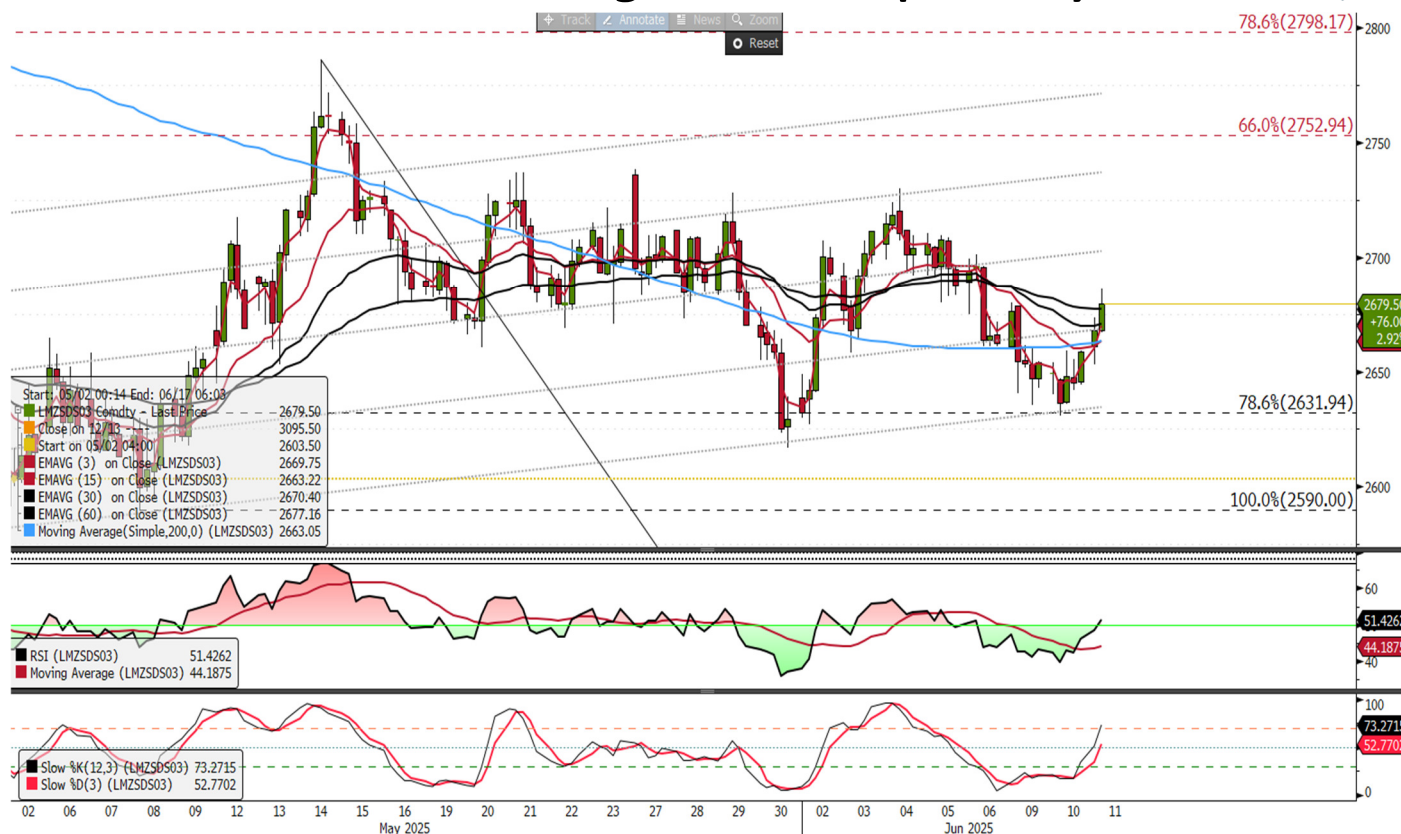 Track Annotate News Zoom
Reset
78.6%(2798.17)
2800
66.0%(2752.94)
2750
2700
2679.50
+76.00
2.92%
2650
78.6%(2631.94)
2600
100.0%(2590.00)
Start: 05/02 00:14 End: 06/17 06:03
LMZSDS03 Comdty - Last Price 2679.50
Close on 12/13 ---- 3095.50
Start on 05/02 04:00 2603.50
EMAVG (3) on Close (LMZSDS03) 2669.75
EMAVG (15) on Close (LMZSDS03) 2663.22
EMAVG (30) on Close (LMZSDS03) 2670.40
EMAVG (60) on Close (LMZSDS03) 2677.16
Moving Average(Simple,200,0) (LMZSDS03) 2663.05
60
51.4262
44.1875
40
RSI (LMZSDS03) 51.4262
Moving Average (LMZSDS03) 44.1875
100
73.2715
52.7702
0
Slow %K(12,3) (LMZSDS03) 73.2715
Slow %D(3) (LMZSDS03) 52.7702
02 06 07 08 09 12 13 14 15 16 19 20 21 22 23 27 28 29 30 02 03 04 05 06 09 10 11
May 2025 Jun 2025